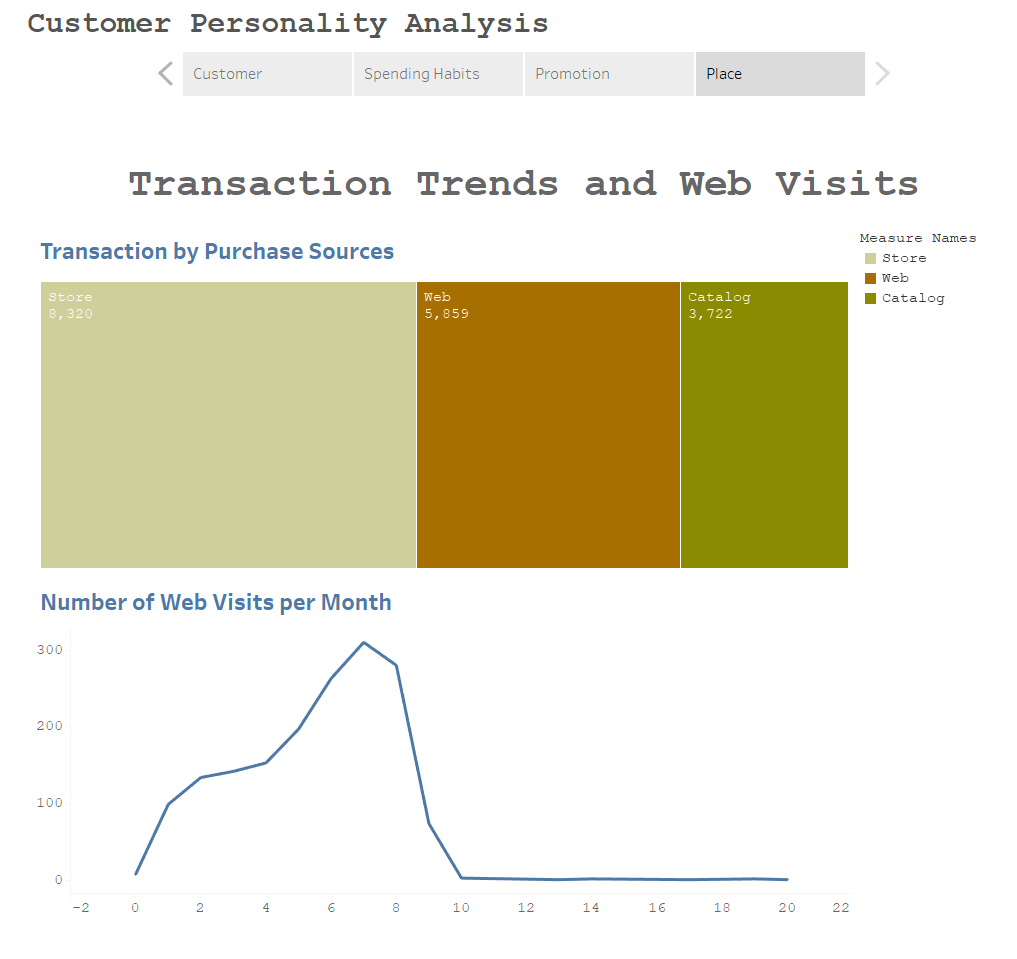 Customer Personality Analysis
Customer Spending Habits Promotion Place
Transaction Trends and Web Visits
Transaction by Purchase Sources
Measure Names
Store
Web
Catalog
Store
8,320
Web
5,859
Catalog
3,722
Number of Web Visits per Month
300
200
100
0
-2 0 2 4 6 8 10 12 14 16 18 20 22